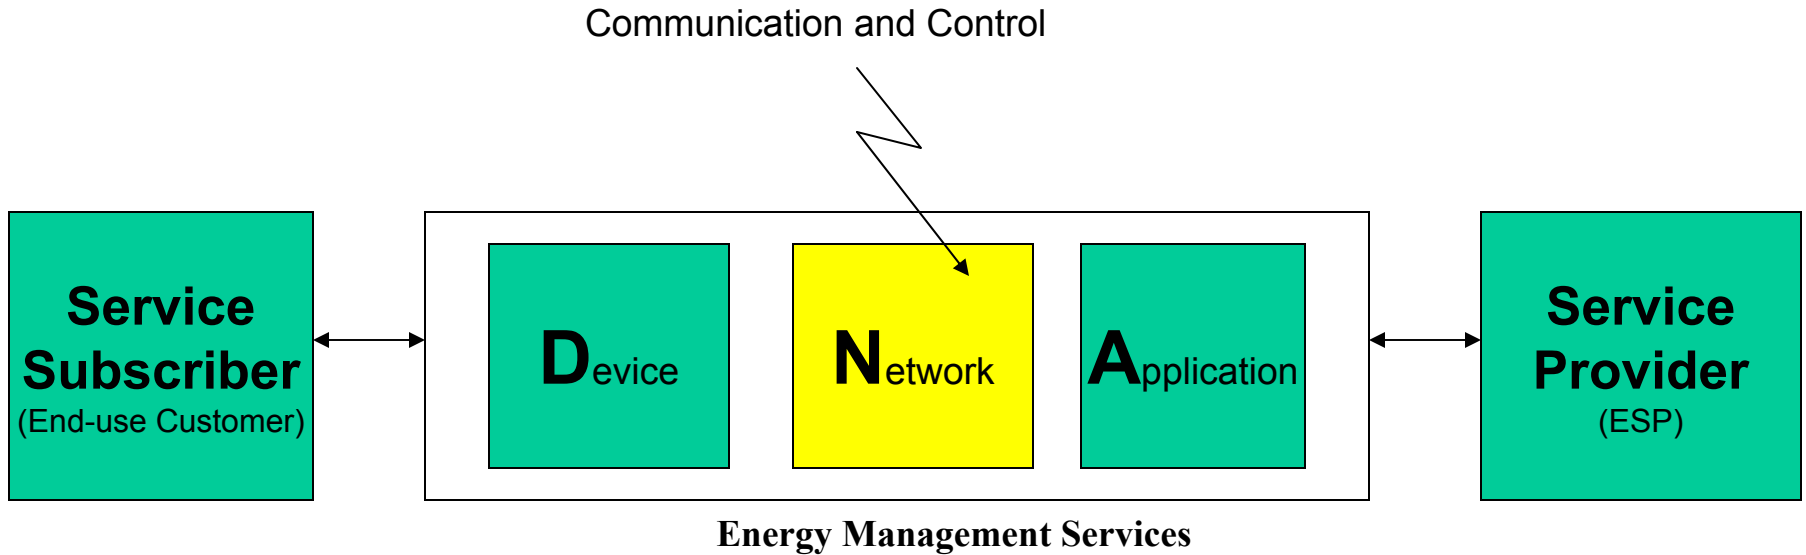 Communication and Control
Service
Subscriber
(End-use Customer)
Device
Network
Application
Service
Provider
(ESP)
Energy Management Services